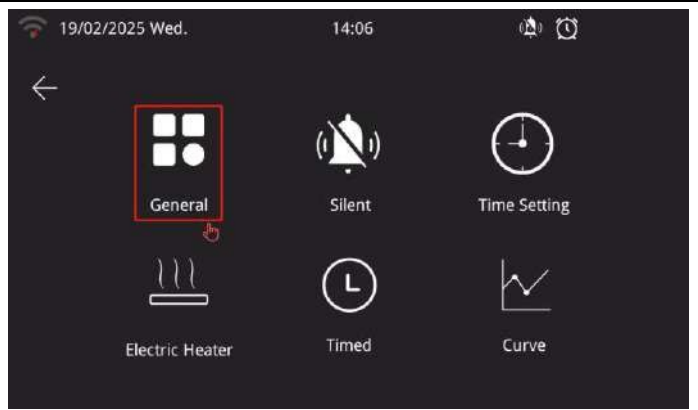 19/02/2025 Wed. 14:06
General Silent Time Setting
Electric Heater Timed Curve